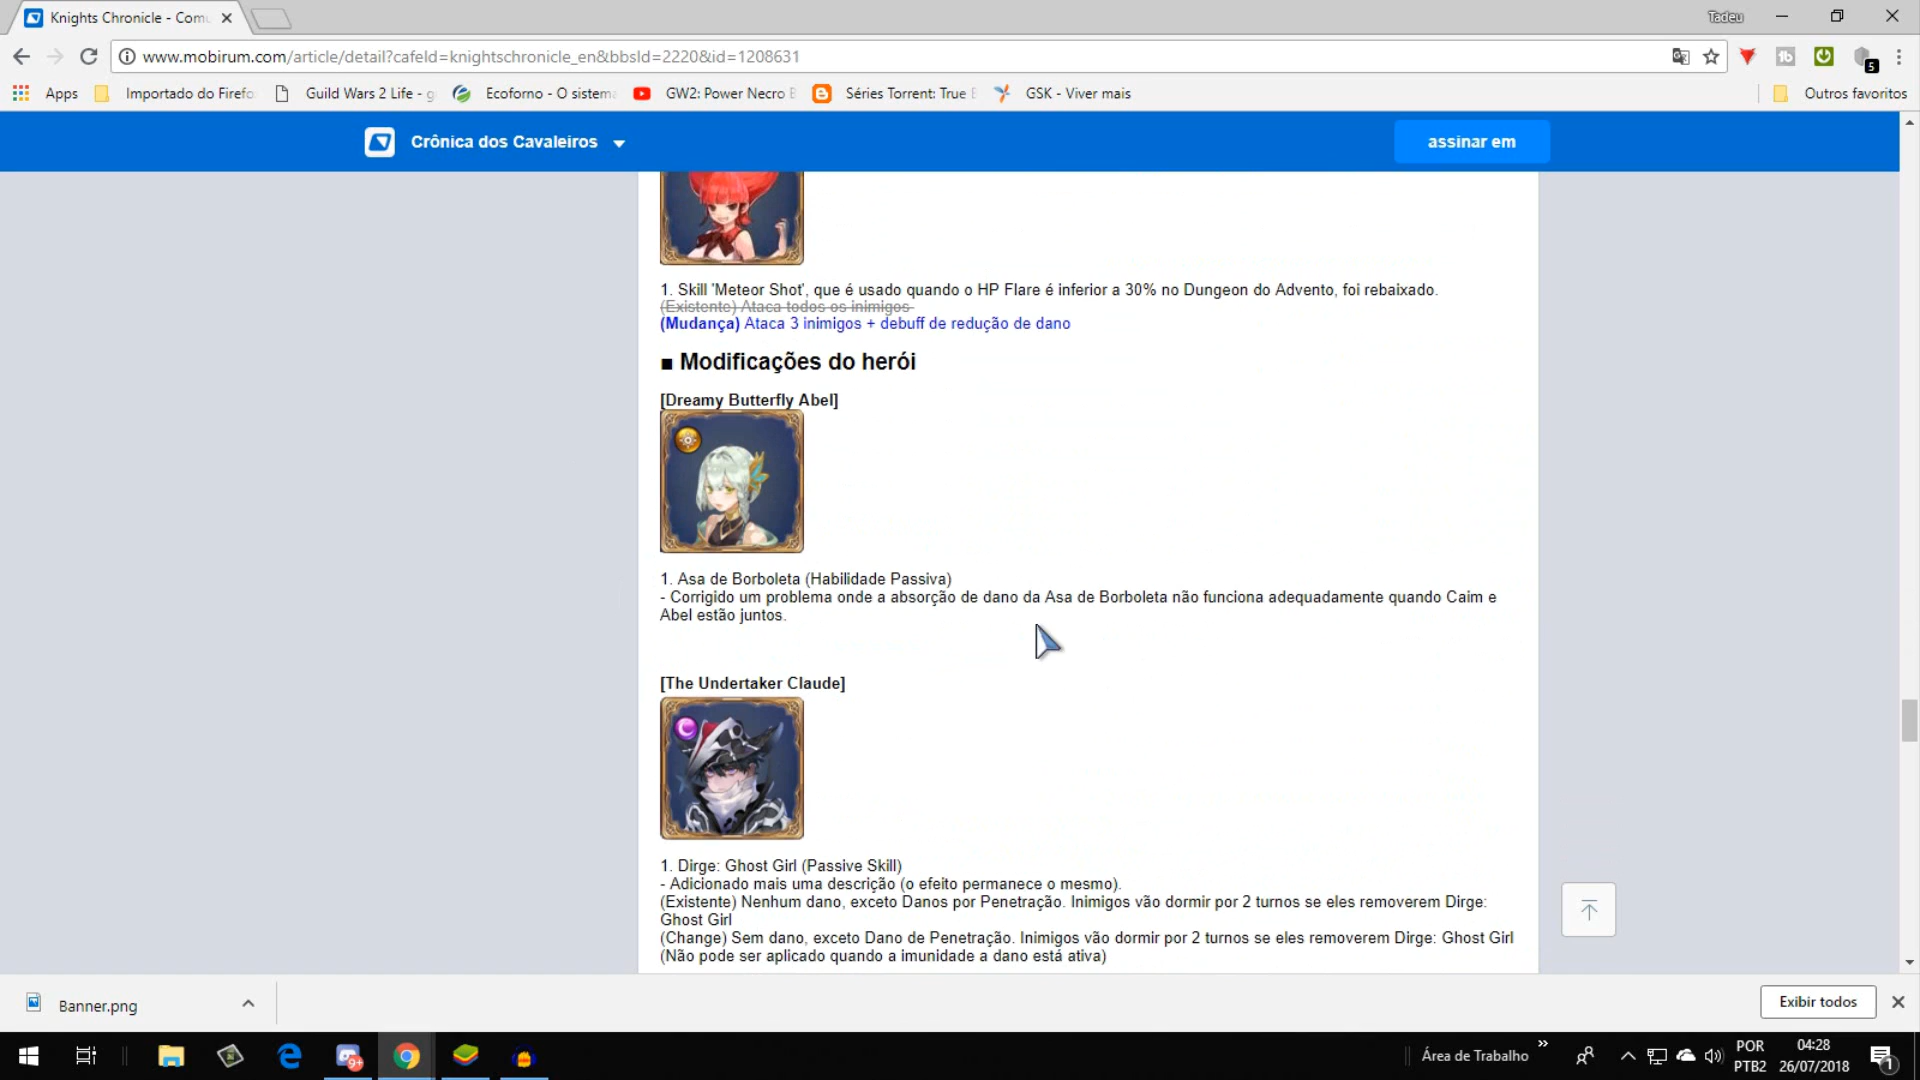 Knights Chronicle - Comu
Tadeu
www.mobirum.com/article/detail?cafeId=knightschronicle_en&bbsId=2220&id=1208631
5
Apps
Importado do Firefo
Guild Wars 2 Life - g
Ecoforno - O sistema
GW2: Power Necro B
Séries Torrent: True B
GSK - Viver mais
Outros favoritos
Crônica dos Cavaleiros
assinar em
1. Skill 'Meteor Shot', que é usado quando o HP Flare é inferior a 30% no Dungeon do Advento, foi rebaixado.
(Existente) Ataca todos os inimigos
(Mudança) Ataca 3 inimigos + debuff de redução de dano
■ Modificações do herói
[Dreamy Butterfly Abel]
1. Asa de Borboleta (Habilidade Passiva)
- Corrigido um problema onde a absorção de dano da Asa de Borboleta não funciona adequadamente quando Caim e
Abel estão juntos.
[The Undertaker Claude]
1. Dirge: Ghost Girl (Passive Skill)
- Adicionado mais uma descrição (o efeito permanece o mesmo).
(Existente) Nenhum dano, exceto Danos por Penetração. Inimigos vão dormir por 2 turnos se eles removerem Dirge:
Ghost Girl
(Change) Sem dano, exceto Dano de Penetração. Inimigos vão dormir por 2 turnos se eles removerem Dirge: Ghost Girl
(Não pode ser aplicado quando a imunidade a dano está ativa)
Banner.png
Exibir todos
9+
Área de Trabalho
POR
PTB2
04:28
26/07/2018
1